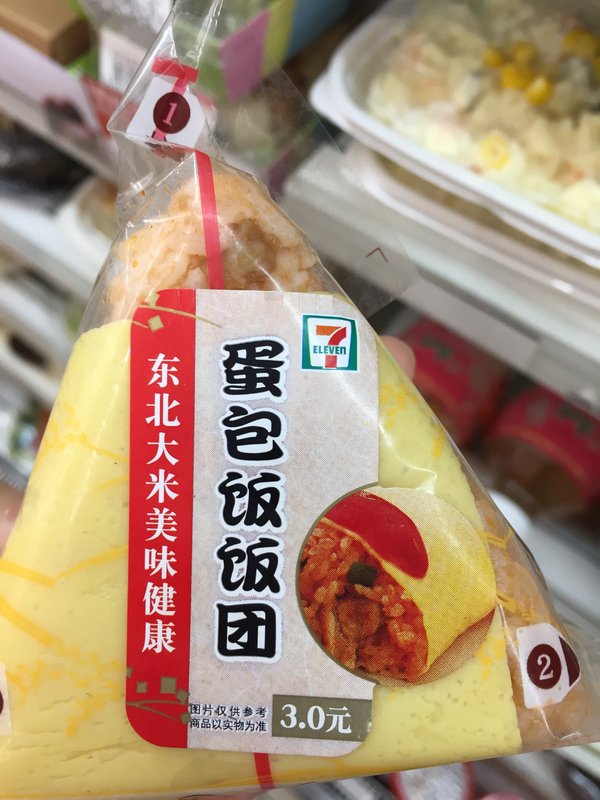 1
7
ELEVEN
东北大米美味健康
蛋包饭饭团
图片仅供参考
商品以实物为准
3.0元
2